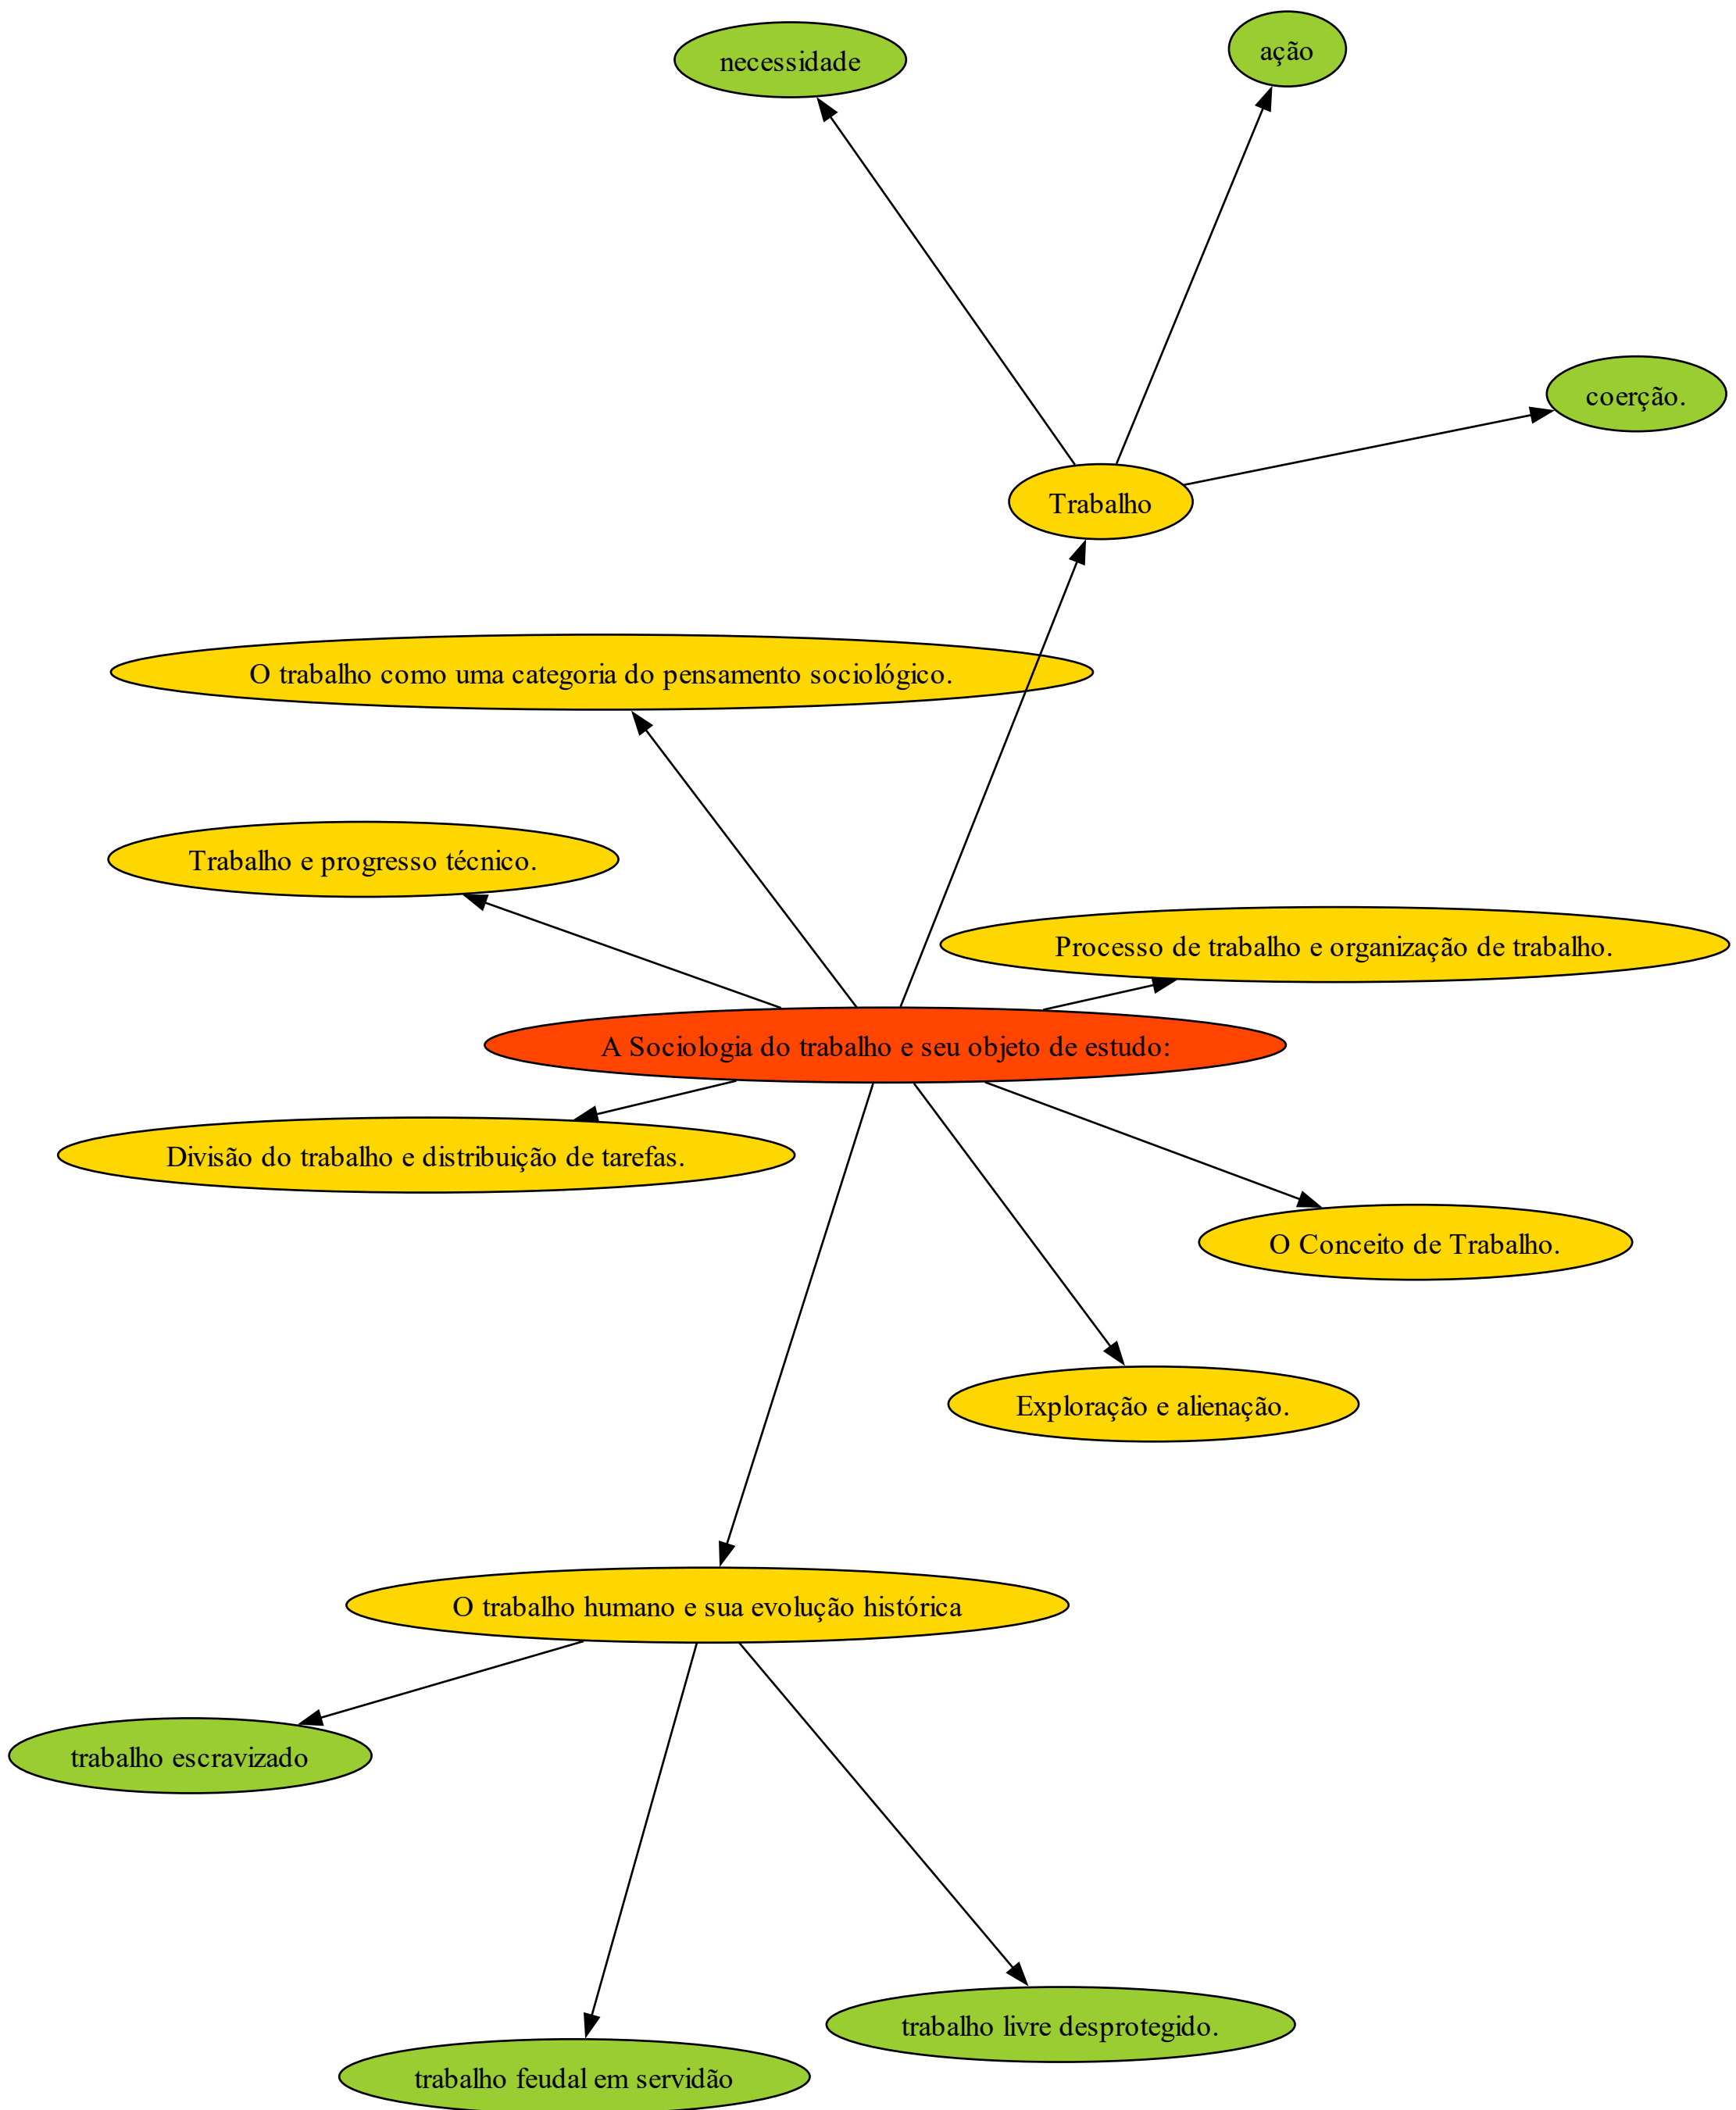 necessidade
ação
coerção.
Trabalho
O trabalho como uma categoria do pensamento sociológico.
Trabalho e progresso técnico.
Processo de trabalho e organização de trabalho.
A Sociologia do trabalho e seu objeto de estudo:
Divisão do trabalho e distribuição de tarefas.
O Conceito de Trabalho.
Exploração e alienação.
O trabalho humano e sua evolução histórica
trabalho escravizado
trabalho livre desprotegido.
trabalho feudal em servidão